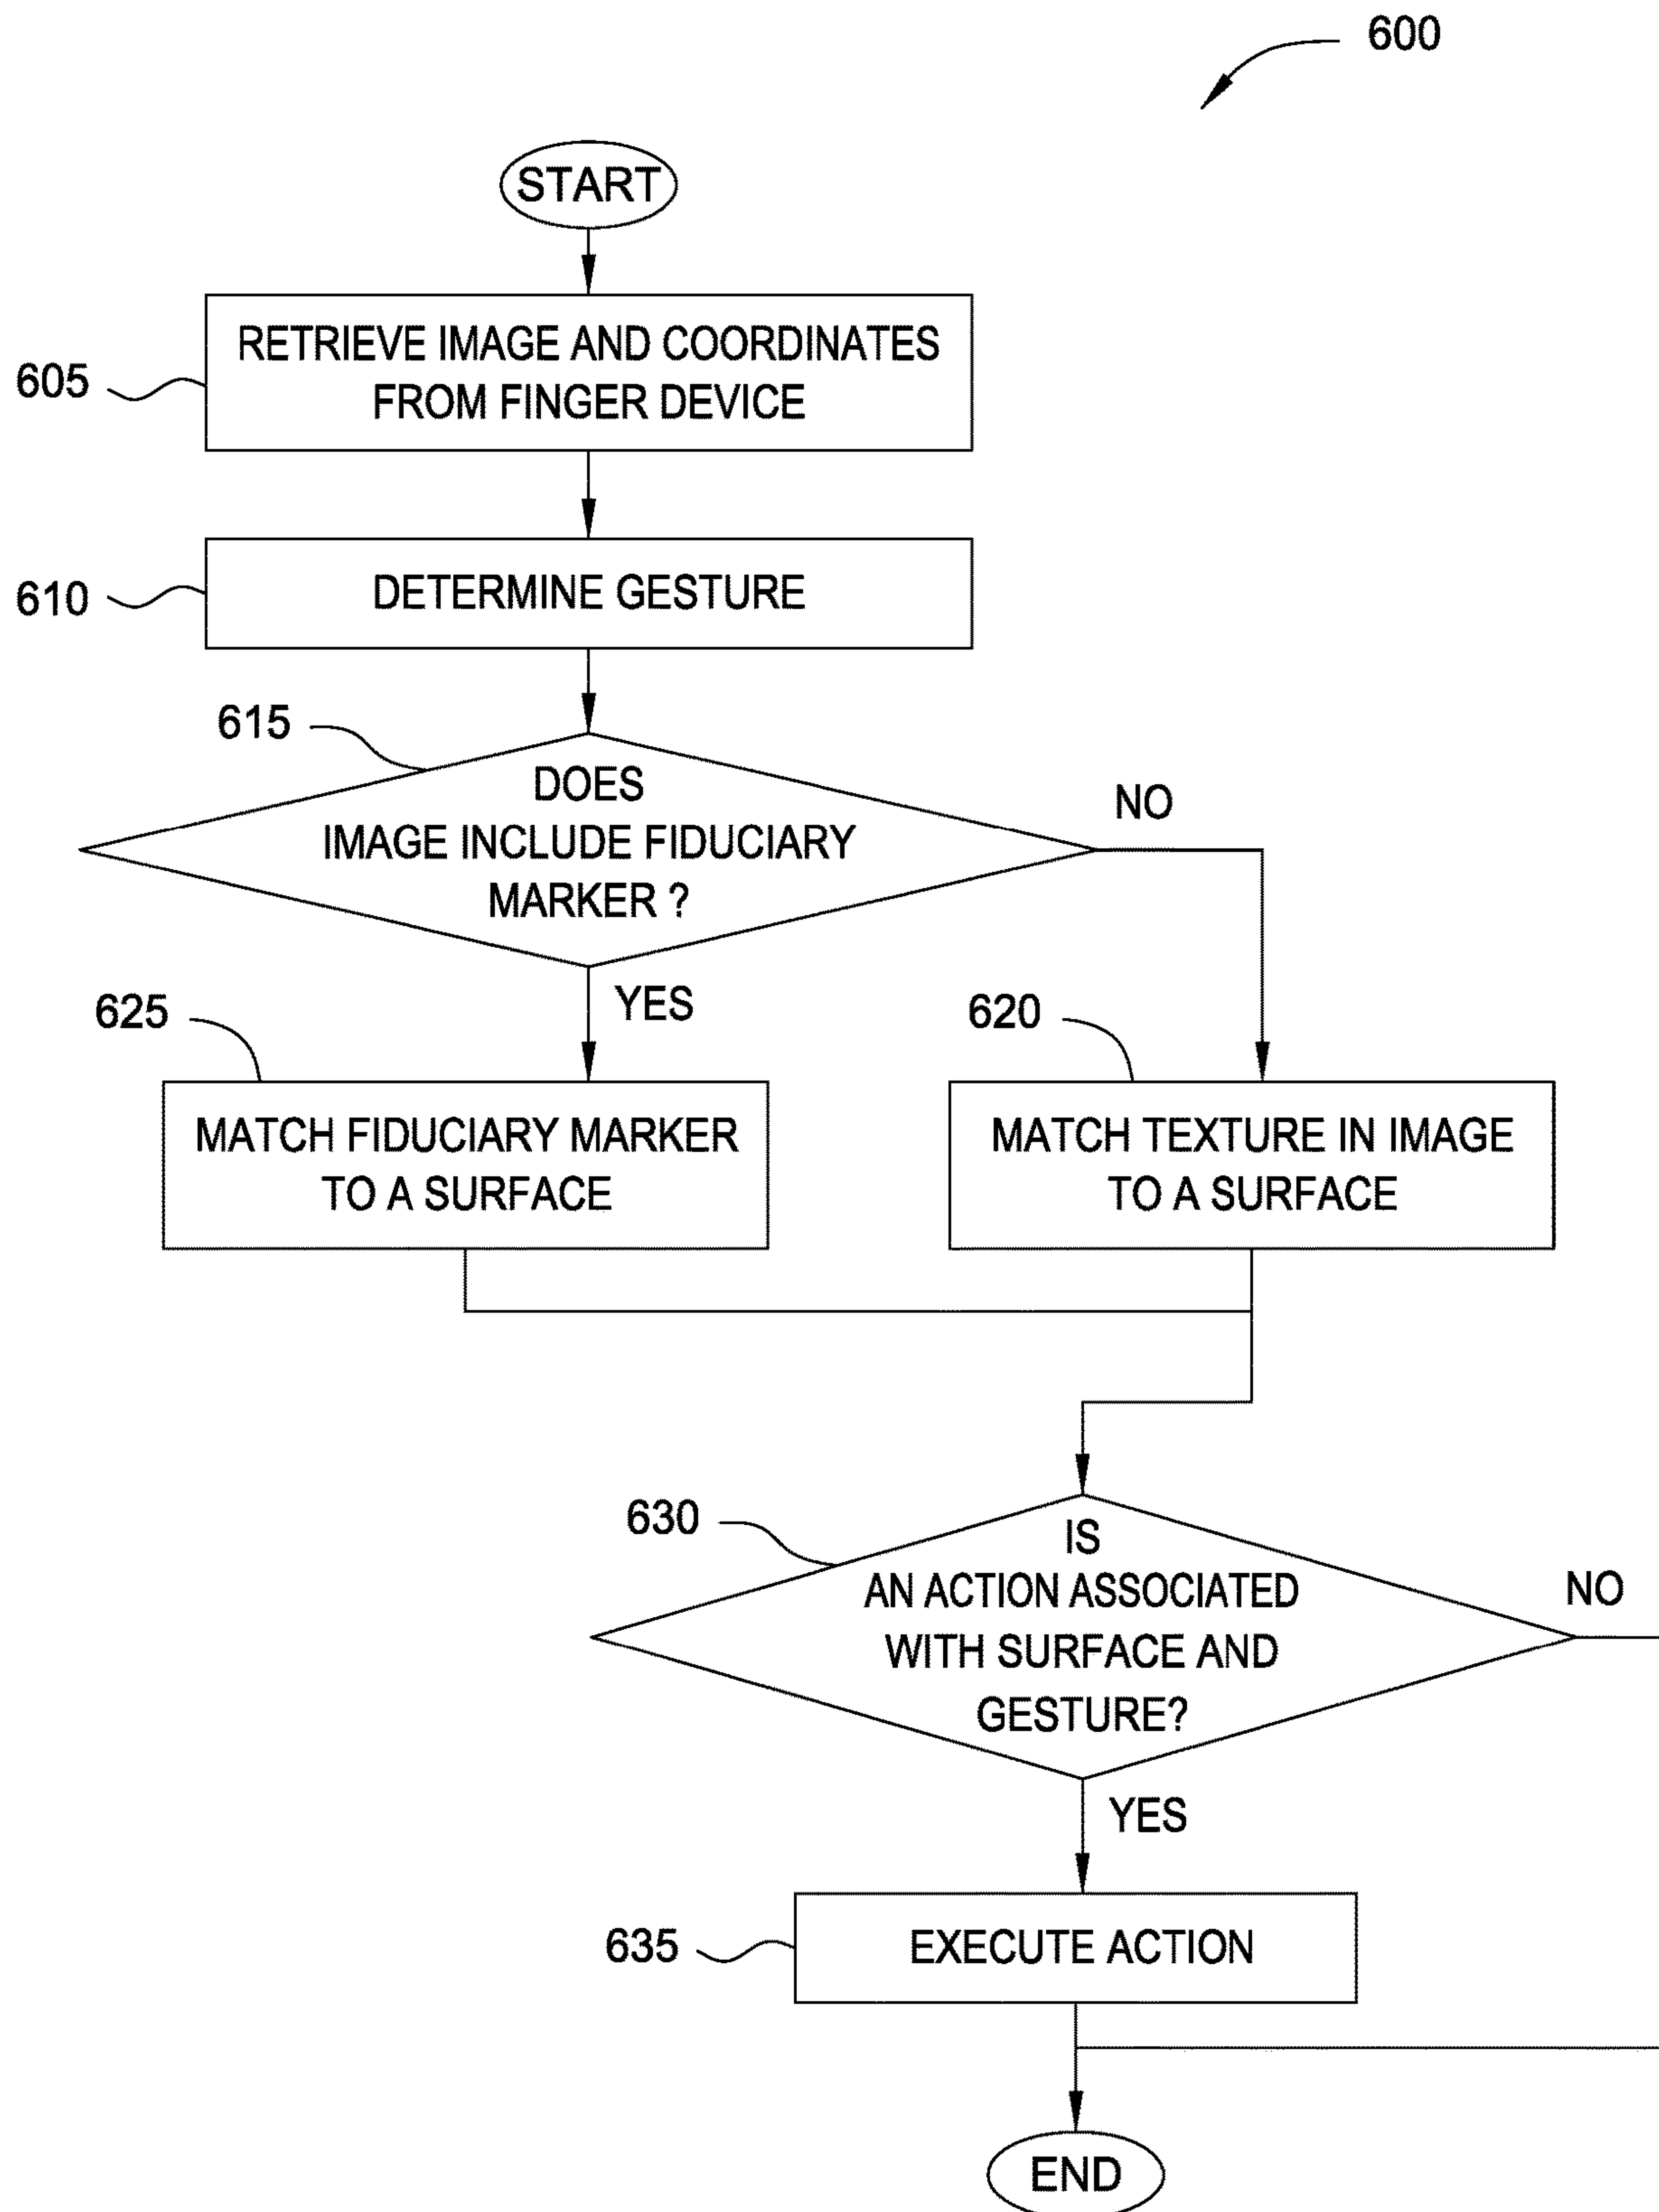 600
START
605
RETRIEVE IMAGE AND COORDINATES
FROM FINGER DEVICE
610
DETERMINE GESTURE
615
DOES
IMAGE INCLUDE FIDUCIARY
MARKER ?
NO
YES
625
MATCH FIDUCIARY MARKER
TO A SURFACE
620
MATCH TEXTURE IN IMAGE
TO A SURFACE
630
IS
AN ACTION ASSOCIATED
WITH SURFACE AND
GESTURE?
NO
YES
635
EXECUTE ACTION
END